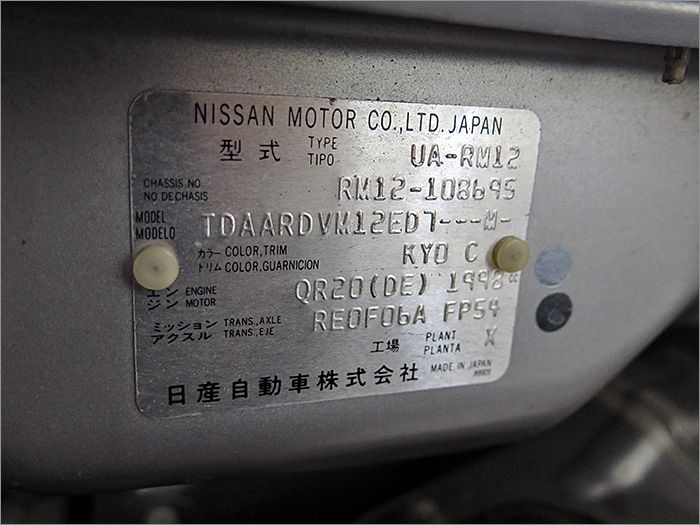 NISSAN MOTOR CO.,LTD. JAPAN
型式 TYPE TIPO UA-RM12
CHASSIS NO. NO DE CHASIS RM12-108695
MODEL MODELO TDAARDVM12ED7---M-
カラー COLOR,TRIM
トリム COLOR,GUARNICION KY0 C
エンジン ENGINE MOTOR QR20(DE) 1998 cc
ミッション TRANS.,AXLE
アクスル TRANS.,EJE RE0F06A FP54
工場 PLANT PLANTA X
日産自動車株式会社 MADE IN JAPAN